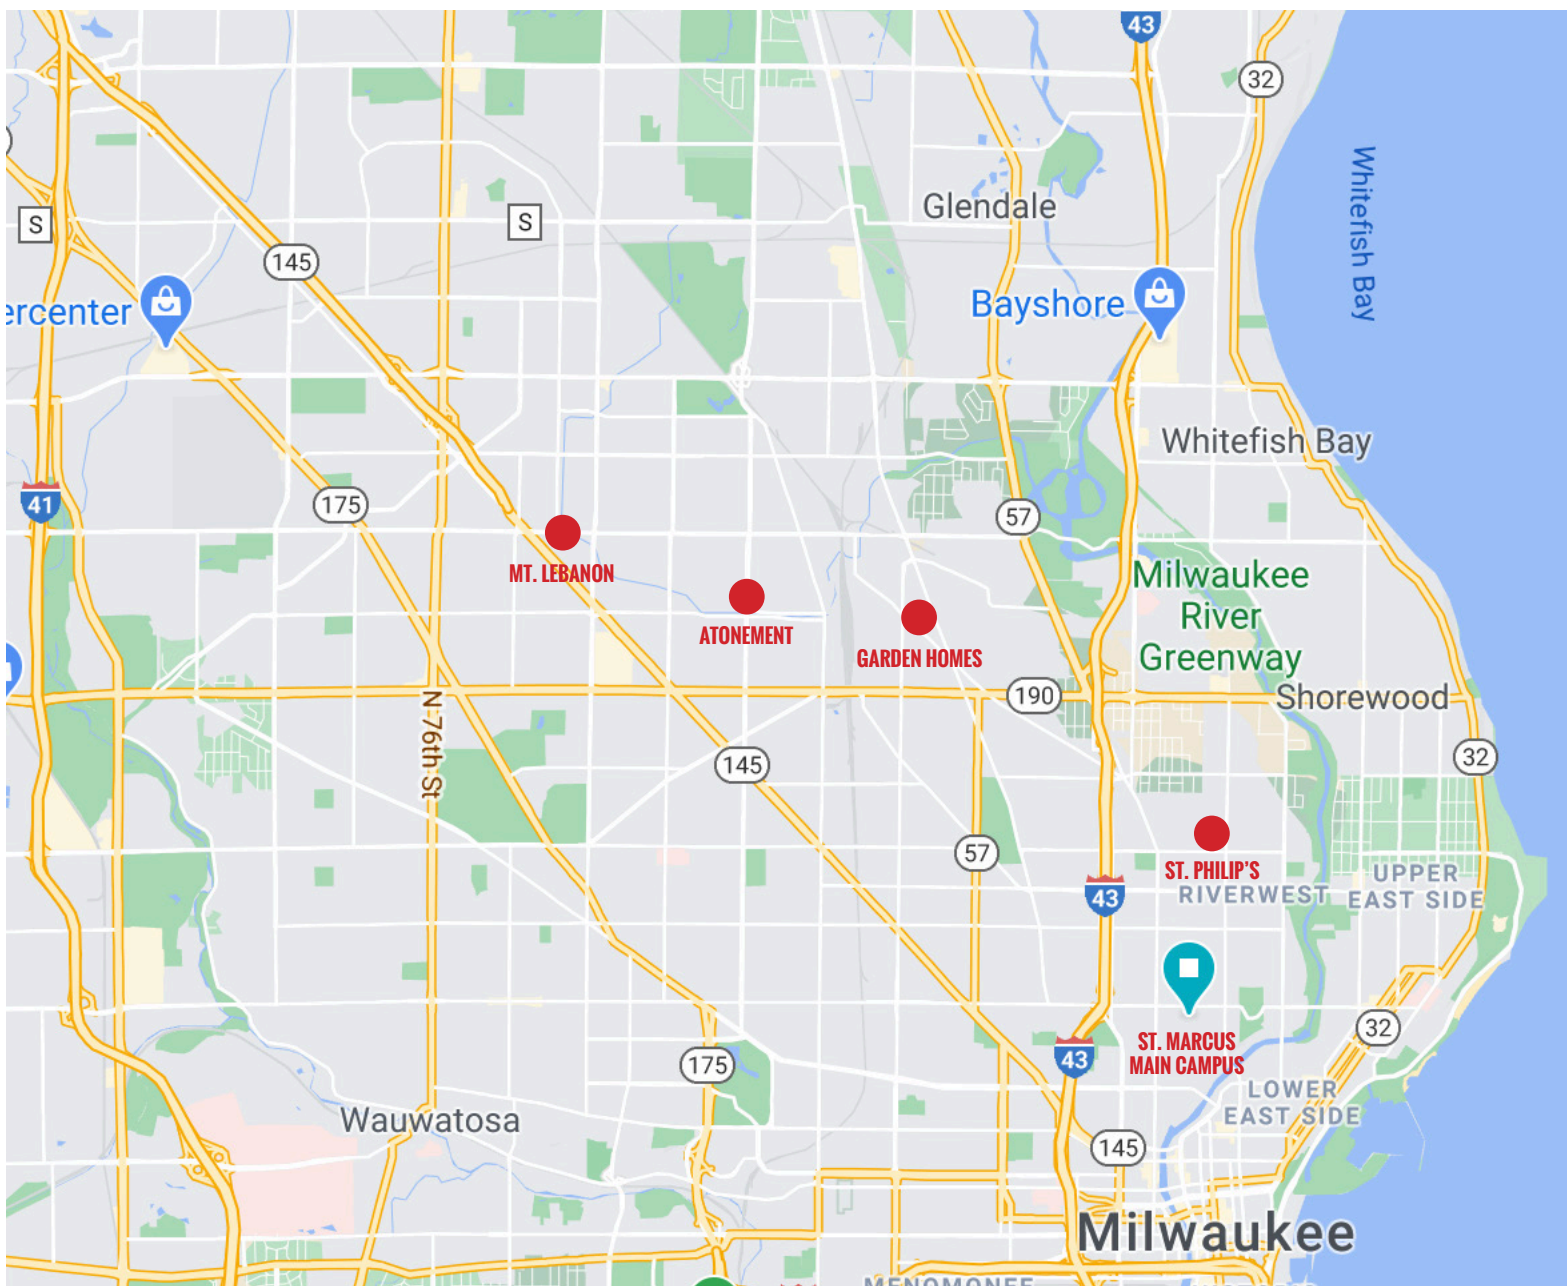 43
32
Whitefish Bay
Glendale
S
S
145
ercenter
Bayshore
Whitefish Bay
41
175
57
MT. LEBANON
Milwaukee
River
Greenway
ATONEMENT
GARDEN HOMES
190
Shorewood
N 76th St
145
32
57
ST. PHILIP'S
UPPER
EAST SIDE
RIVERWEST
43
ST. MARCUS
MAIN CAMPUS
32
43
175
LOWER
EAST SIDE
Wauwatosa
145
Milwaukee
MENOMONEE